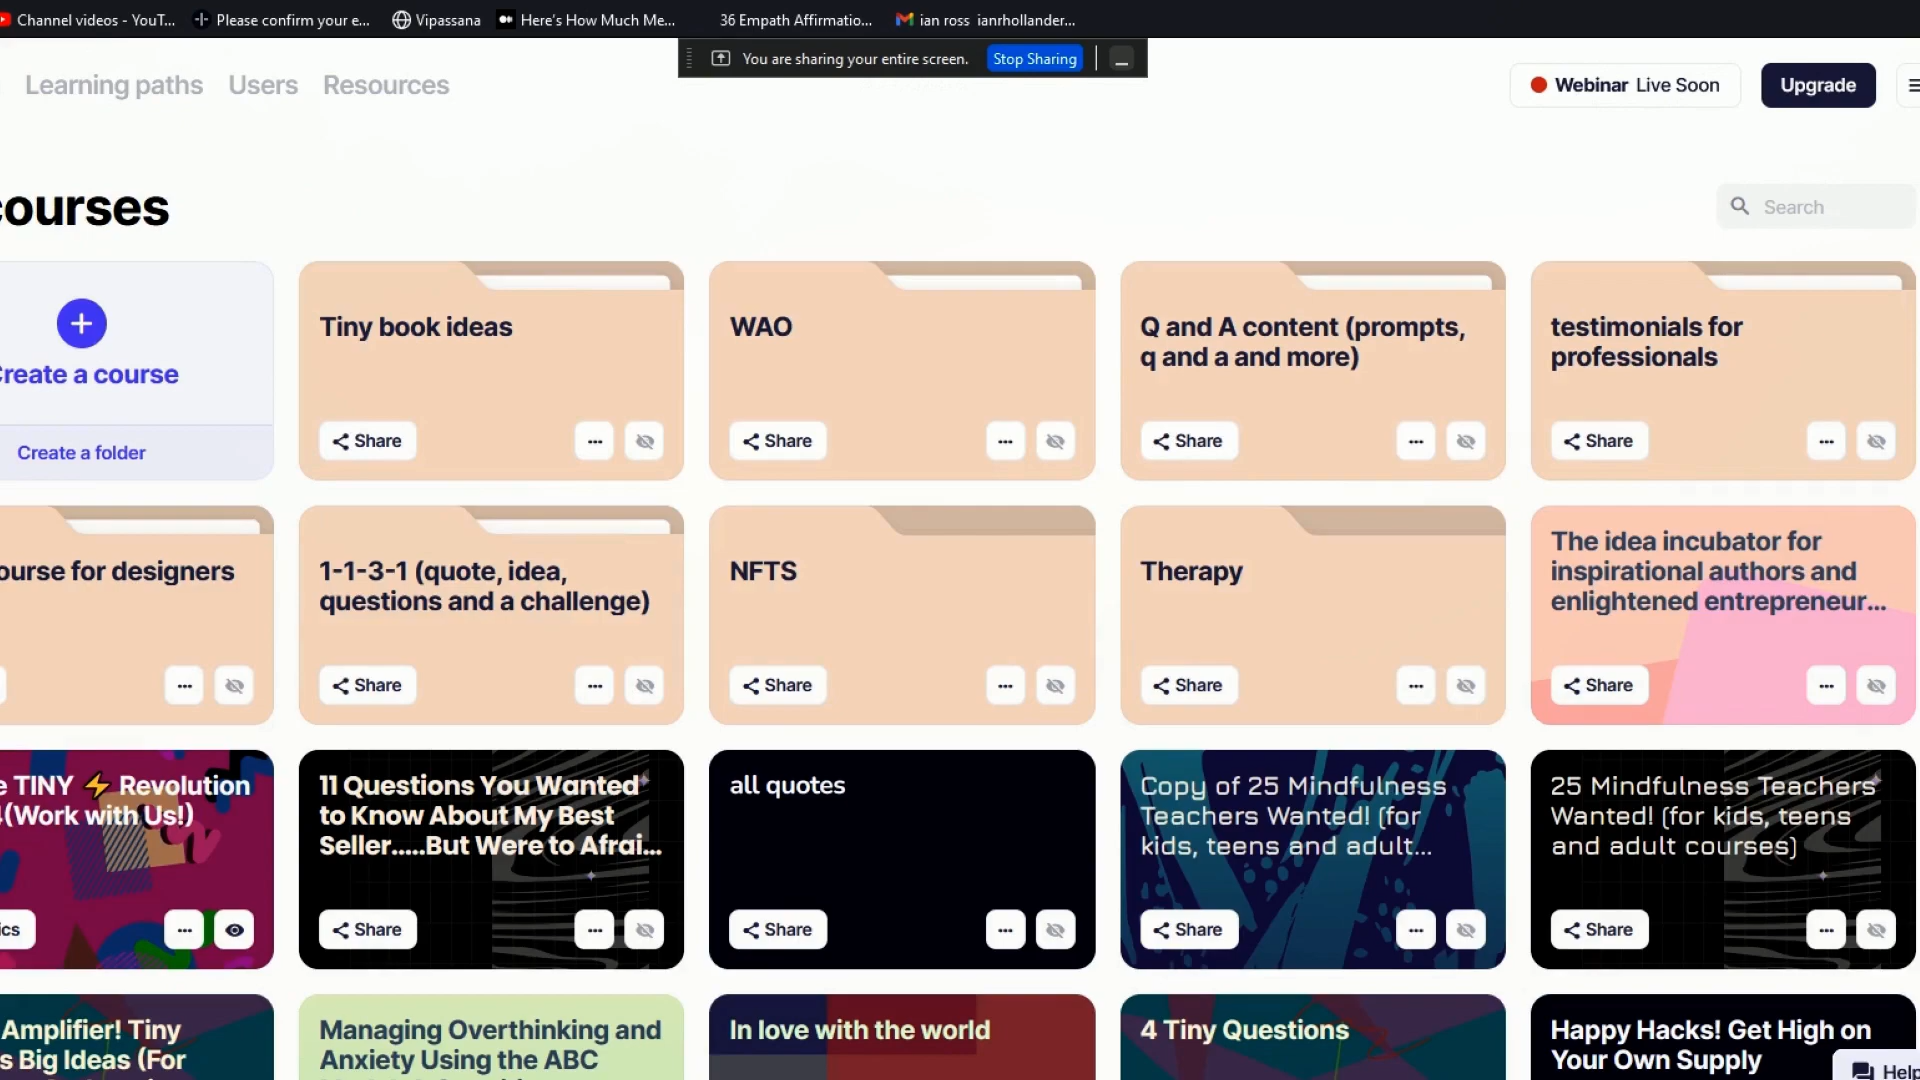 Channel videos - YouT...
Please confirm your e...
Vipassana
Here's How Much Me...
36 Empath Affirmatio...
ian ross ianrhollander...
You are sharing your entire screen.
Stop Sharing
Learning paths
Users
Resources
Webinar Live Soon
Upgrade
courses
Search
Create a course
Create a folder
Tiny book ideas
Share
WAO
Share
Q and A content (prompts,
q and a and more)
Share
testimonials for
professionals
Share
ourse for designers
1-1-3-1 (quote, idea,
questions and a challenge)
Share
NFTS
Share
Therapy
Share
The idea incubator for
inspirational authors and
enlightened entrepreneur...
Share
e TINY ⚡ Revolution
(Work with Us!)
ics
11 Questions You Wanted
to Know About My Best
Seller.....But Were to Afrai...
Share
all quotes
Share
Copy of 25 Mindfulness
Teachers Wanted! (for
kids, teens and adult...
Share
25 Mindfulness Teachers
Wanted! (for kids, teens
and adult courses)
Share
Amplifier! Tiny
s Big Ideas (For
Managing Overthinking and
Anxiety Using the ABC
In love with the world
4 Tiny Questions
Happy Hacks! Get High on
Your Own Supply
Help